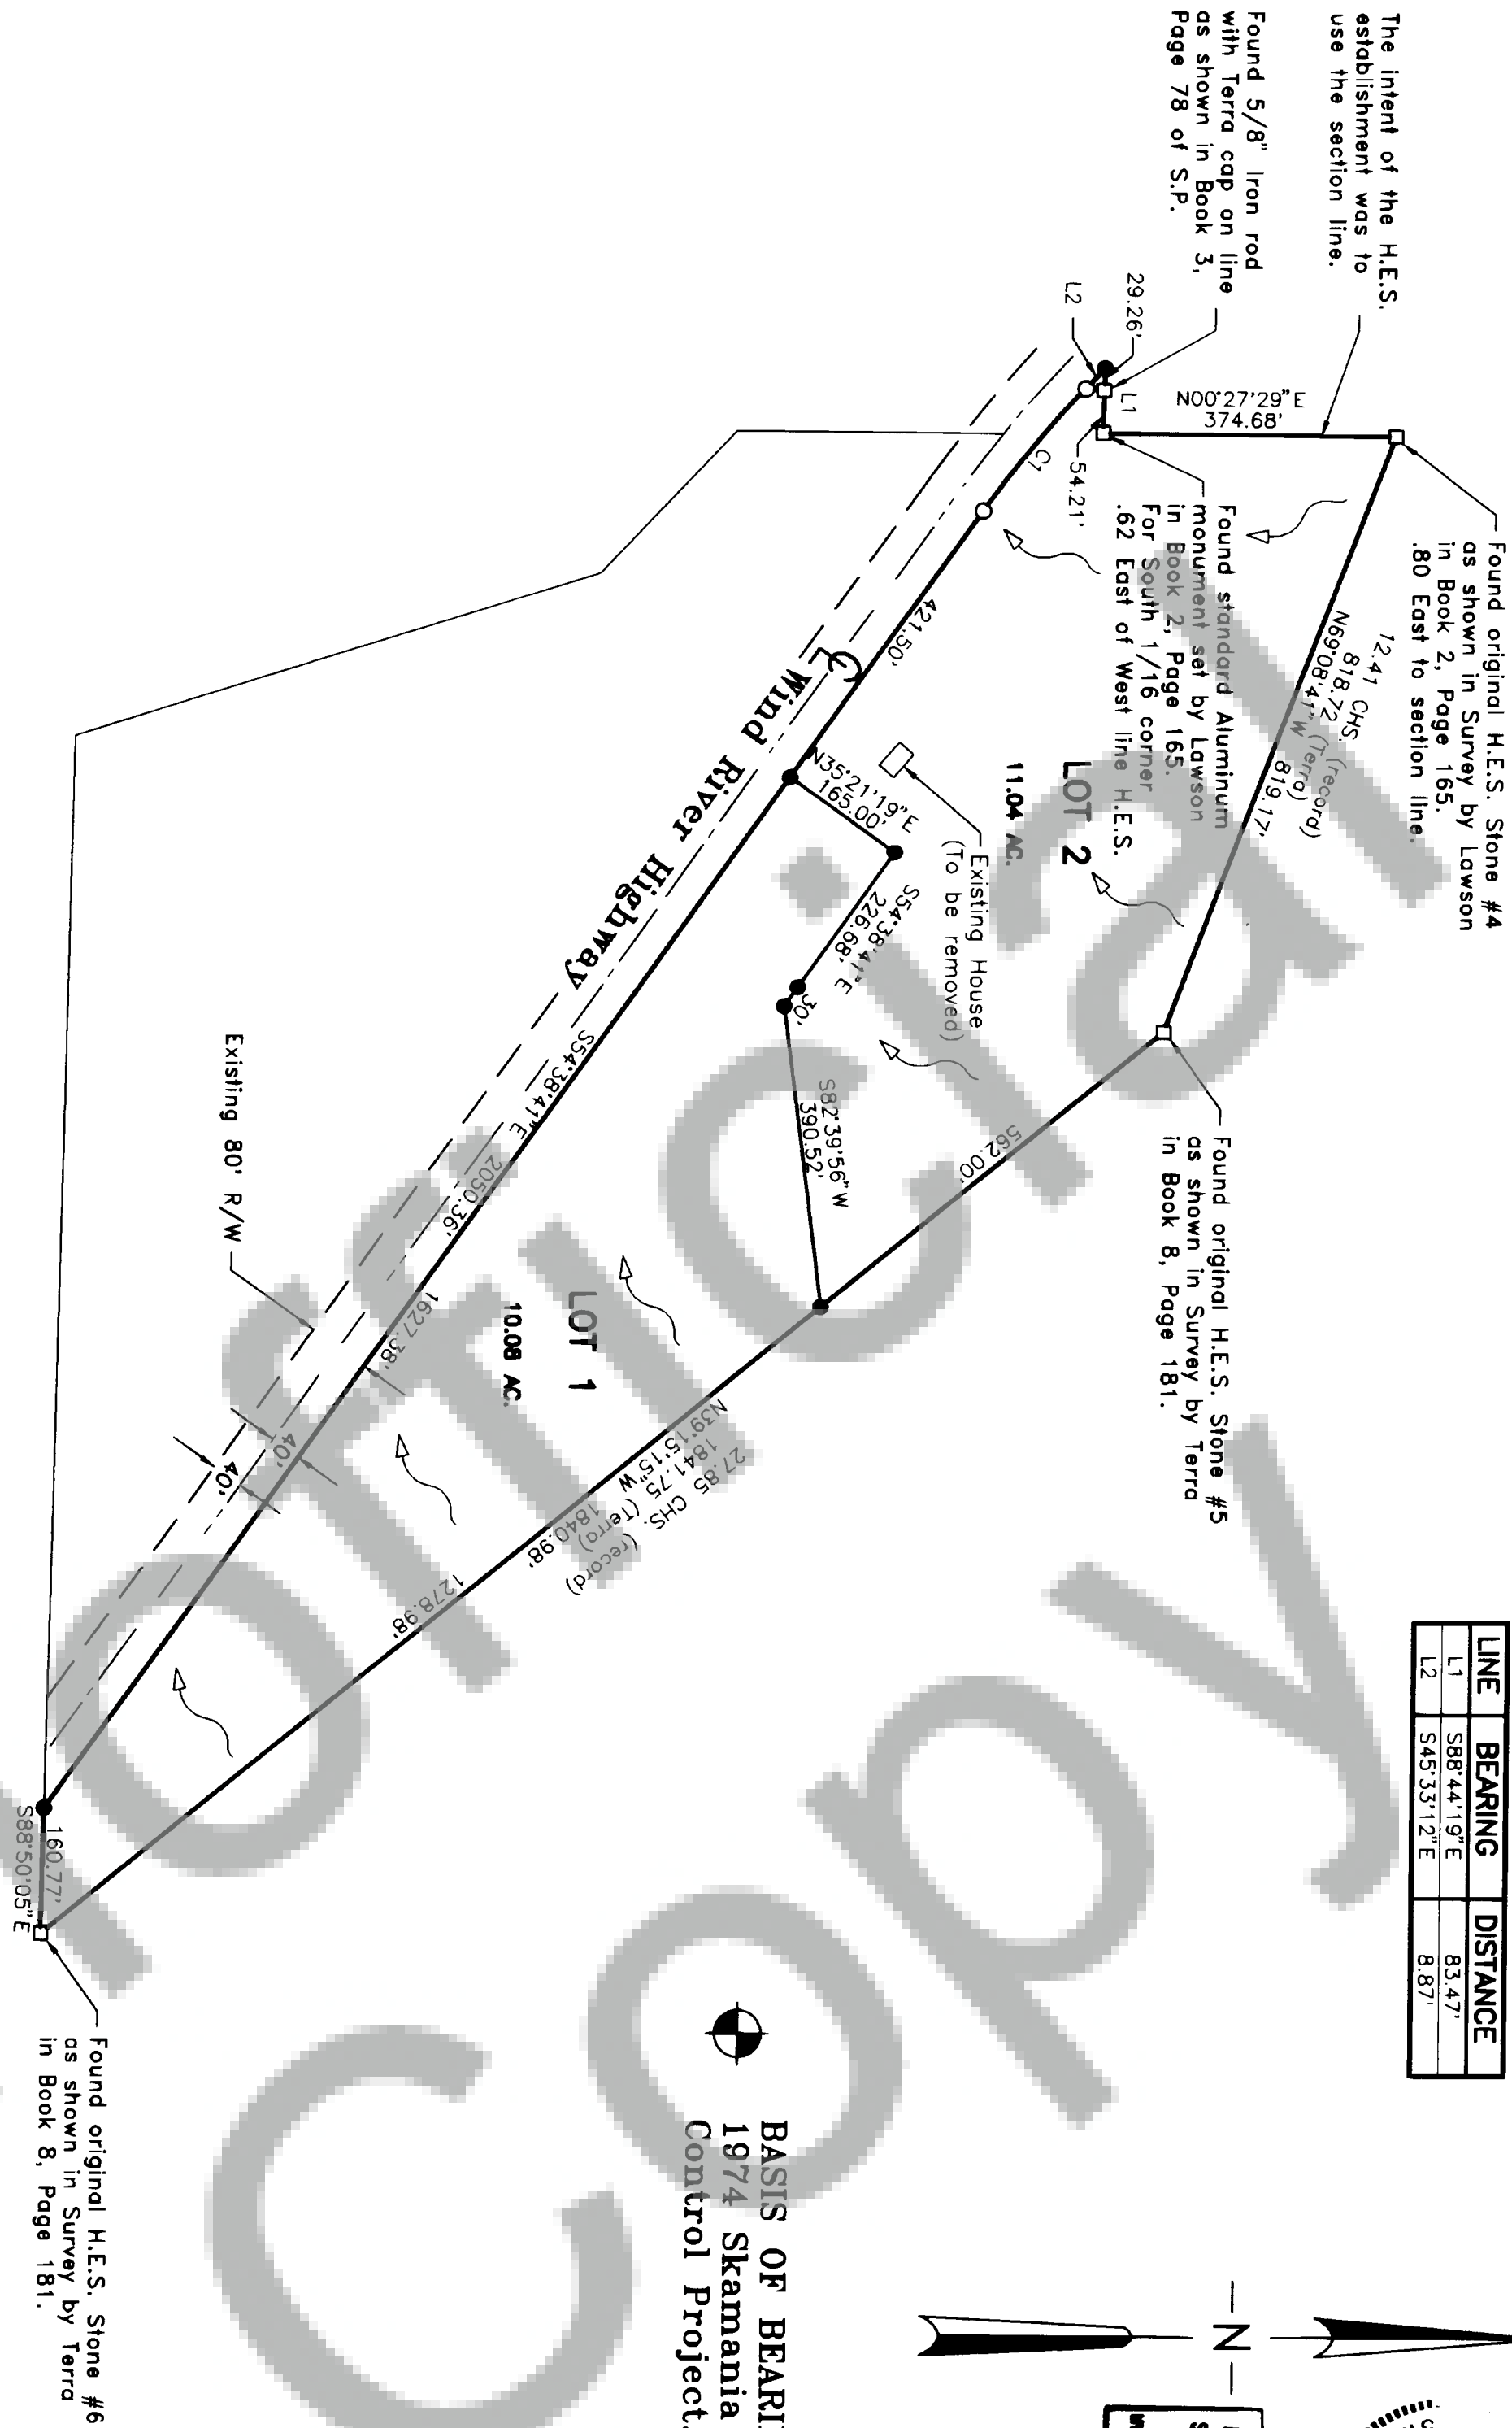 The intent of the H.E.S.
establishment was to
use the section line.
Found 5/8" Iron rod
with Terra cap on line
as shown in Book 3,
Page 78 of S.P.
29.26'
L2
L1
54.21'
C1
N00°27'29"E
374.68'
Found original H.E.S. Stone #4
as shown in Survey by Lawson
in Book 2, Page 165.
.80 East to section line.
12.41 CHS. (record)
818.72 (Terra)
N69°08'41"W 819.17'
Found standard Aluminum
monument set by Lawson
in Book 2, Page 165.
For South 1/16 corner
.62 East of West line H.E.S.
LOT 2
11.04 AC.
421.50'
℄ Wind River Highway
N35°21'19"E
165.00'
Existing House
(To be removed)
S54°38'41"E
226.68'
30'
S82°39'56"W
390.52'
562.00'
Found original H.E.S. Stone #5
as shown in Survey by Terra
in Book 8, Page 181.
S54°38'41"E 2050.36'
1627.38'
Existing 80' R/W
40'
40'
LOT 1
10.08 AC.
27.85 CHS. (record)
1841.75 (Terra)
N39°15'15"W 1840.98'
1278.98'
160.77'
S88°50'05"E
Found original H.E.S. Stone #6
as shown in Survey by Terra
in Book 8, Page 181.
LINE BEARING DISTANCE
L1 S88°44'19"E 83.47'
L2 S45°33'12"E 8.87'
BASIS OF
1974 Skamania
Control Project.
N
Unofficial
Copy